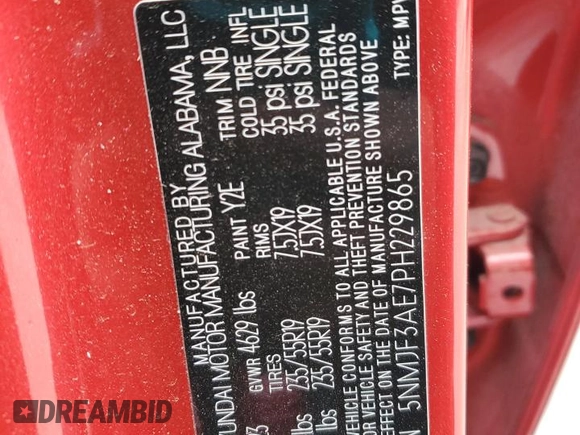 MANUFACTURED BY
YUNDAI MOTOR MANUFACTURING ALABAMA, LLC
GVWR 4629 lbs PAINT Y2E TRIM NNB
TIRES RIMS COLD TIRE INFL
235/55R19 7.5JX19 35 psi SINGLE
lbs 235/55R19 7.5JX19 35 psi SINGLE
VEHICLE CONFORMS TO ALL APPLICABLE U.S.A. FEDERAL
VEHICLE SAFETY AND THEFT PREVENTION STANDARDS
EFFECT ON THE DATE OF MANUFACTURE SHOWN ABOVE
5NMJF3AE7PH229865 TYPE: MPV
DREAMBID